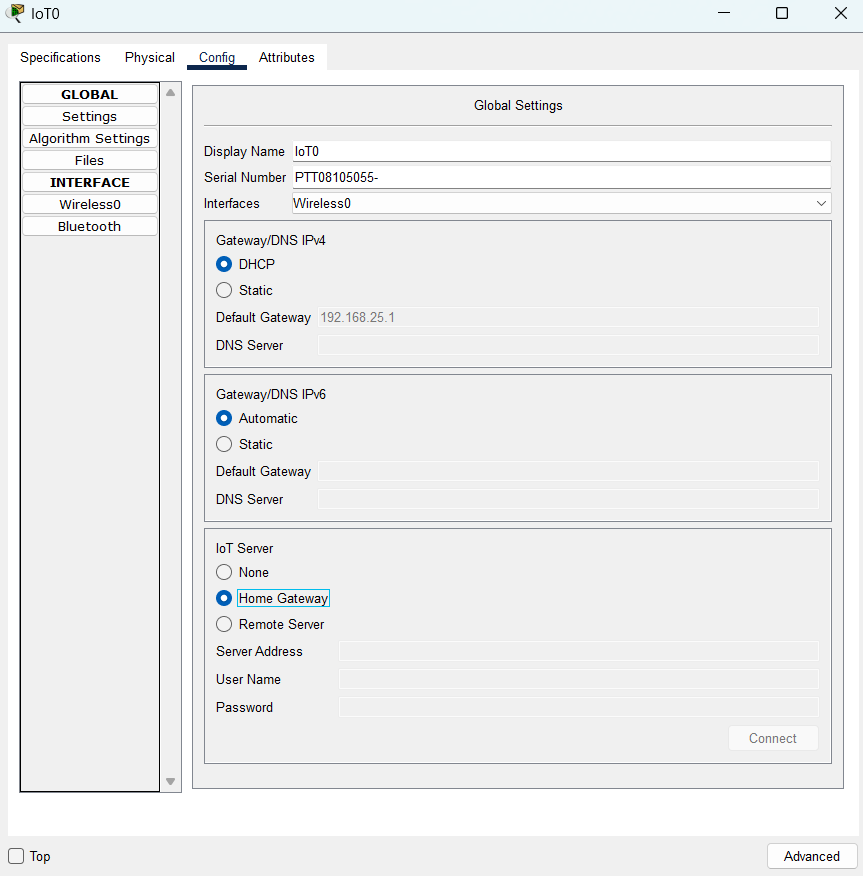 IoT0
Specifications Physical Config Attributes
GLOBAL
Settings
Algorithm Settings
Files
INTERFACE
Wireless0
Bluetooth
Global Settings
Display Name IoT0
Serial Number PTT08105055-
Interfaces Wireless0
Gateway/DNS IPv4
DHCP
Static
Default Gateway 192.168.25.1
DNS Server
Gateway/DNS IPv6
Automatic
Static
Default Gateway
DNS Server
IoT Server
None
Home Gateway
Remote Server
Server Address
User Name
Password
Connect
Top
Advanced